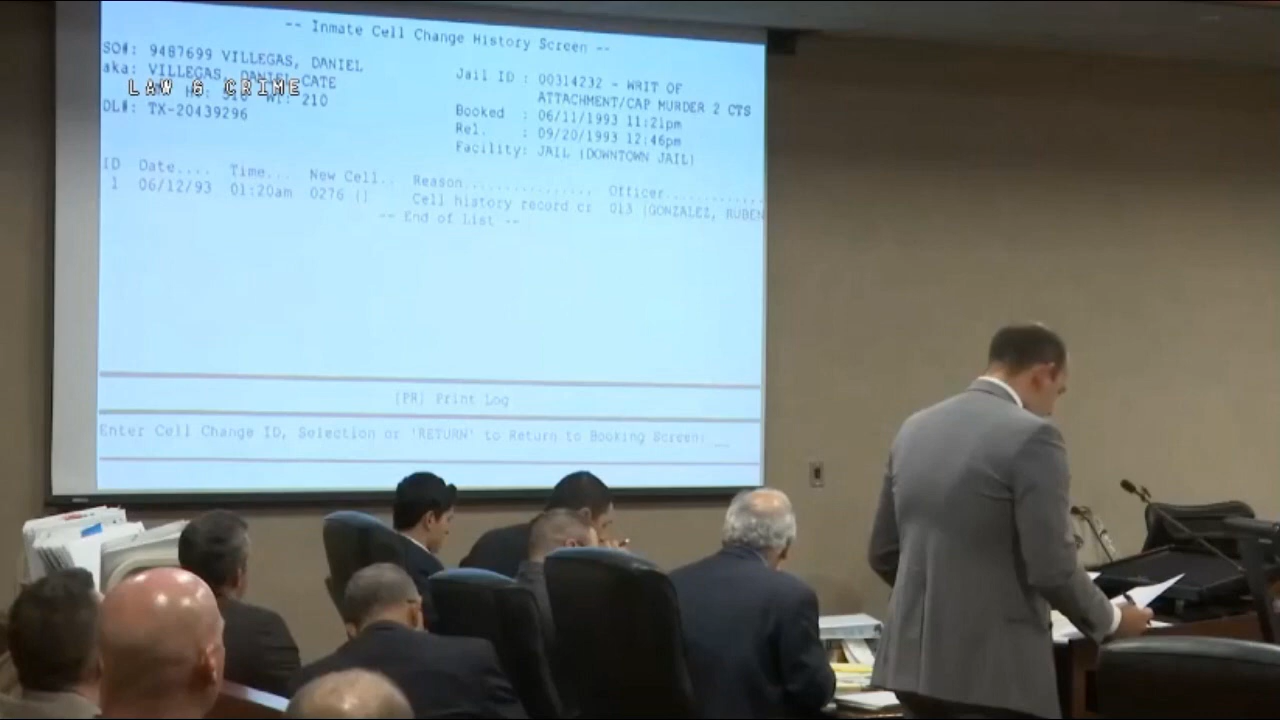 -- Inmate Cell Change History Screen --
SO#: 9487699 VILLEGAS, DANIEL
aka: VILLEGAS, DANIEL CATE
LAW & CRIME
210
DL#: TX-20439296
Jail ID : 00314232 - WRIT OF
ATTACHMENT/CAP MURDER 2 CTS
Booked : 06/11/1993 11:21pm
Rel. : 09/20/1993 12:46pm
Facility: JAIL (DOWNTOWN JAIL)
ID Date.... Time... New Cell.. Reason............... Officer.............
1 06/12/93 01:20am 0276 () Cell history record cr 013 (GONZALEZ, RUBEN
-- End of List --
[PR] Print Log
Enter Cell Change ID, Selection or 'RETURN' to Return to Booking Screen: __